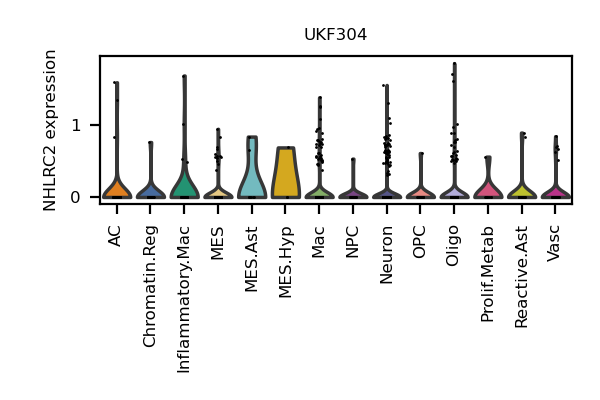 UKF304
NHLRC2 expression
1
0
AC
Chromatin.Reg
Inflammatory.Mac
MES
MES.Ast
MES.Hyp
Mac
NPC
Neuron
OPC
Oligo
Prolif.Metab
Reactive.Ast
Vasc